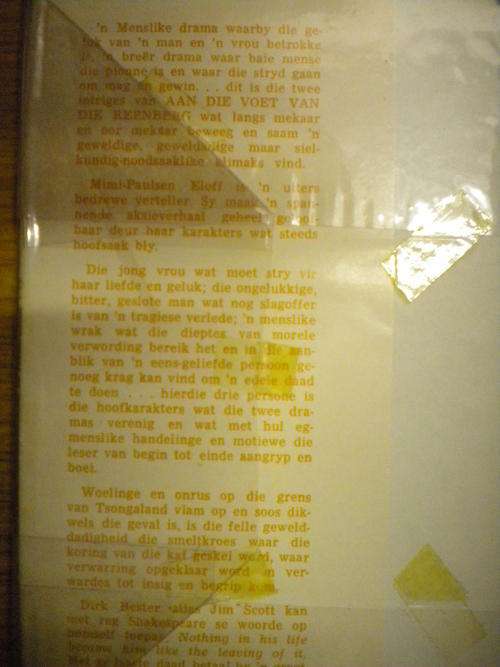 'n Menslike drama waarby die ge-
luk van 'n man en 'n vrou betrokke
is, 'n breër drama waar baie mense
die pionne is en waar die stryd gaan
om mag en gewin. . . dit is die twee
intriges van AAN DIE VOET VAN
DIE REENBERG wat langs mekaar
en oor mekaar beweeg en saam 'n
geweldige, gewelddadige maar siel-
kundig-noodsaaklike klimaks vind.
Mimi-Paulsen Eloff is 'n uiters
bedrewe verteller. Sy maak 'n span-
nende aksieverhaal geheel geloof-
baar deur haar karakters wat steeds
hoofsaak bly.
Die jong vrou wat moet stry vir
haar liefde en geluk; die ongelukkige,
bitter, geslote man wat nog slagoffer
is van 'n tragiese verlede; 'n menslike
wrak wat die dieptes van morele
verwording bereik het en in die aan-
blik van 'n eens-geliefde persoon ge-
noeg krag kan vind om 'n edele daad
te doen . . . hierdie drie persone is
die hoofkarakters wat die twee dra-
mas verenig en wat met hul eg-
menslike handelinge en motiewe die
leser van begin tot einde aangryp en
boei.
Woelinge en onrus op die grens
van Tsongaland vlam op en soos dik-
wels die geval is, is die felle geweld-
dadigheid die smeltkroes waar die
koring van die kaf geskei word, waar
verwarring opgeklaar word en ver-
wardes tot insig en begrip kom.
Dirk Bester alias Jim Scott kan
met reg Shakespeare se woorde op
homself toepas: Nothing in his life
became him like the leaving of it.
laaste daad betaal hy 'n groot